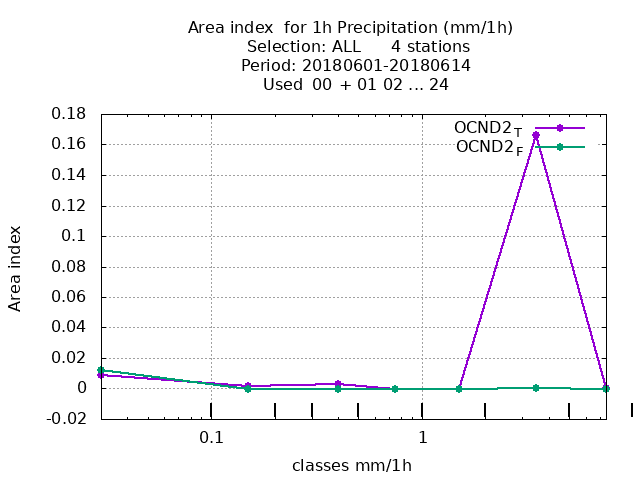 Area index  for 1h Precipitation (mm/1h)
Selection: ALL      4 stations
Period: 20180601-20180614
Used  00  + 01 02 ... 24
0.18
0.16
0.14
0.12
0.1
0.08
0.06
0.04
0.02
0
-0.02
Area index
OCND2T
OCND2F
0.1
1
classes mm/1h